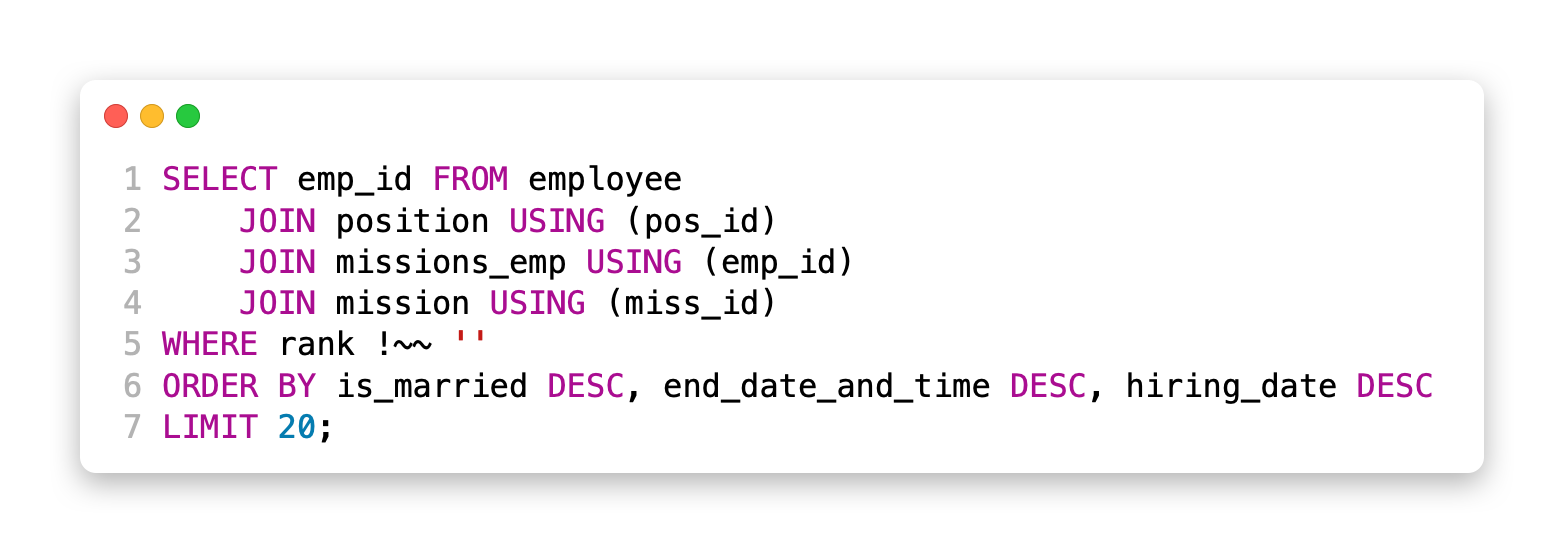 1 SELECT emp_id FROM employee
2     JOIN position USING (pos_id)
3     JOIN missions_emp USING (emp_id)
4     JOIN mission USING (miss_id)
5 WHERE rank !~~ ''
6 ORDER BY is_married DESC, end_date_and_time DESC, hiring_date DESC
7 LIMIT 20;